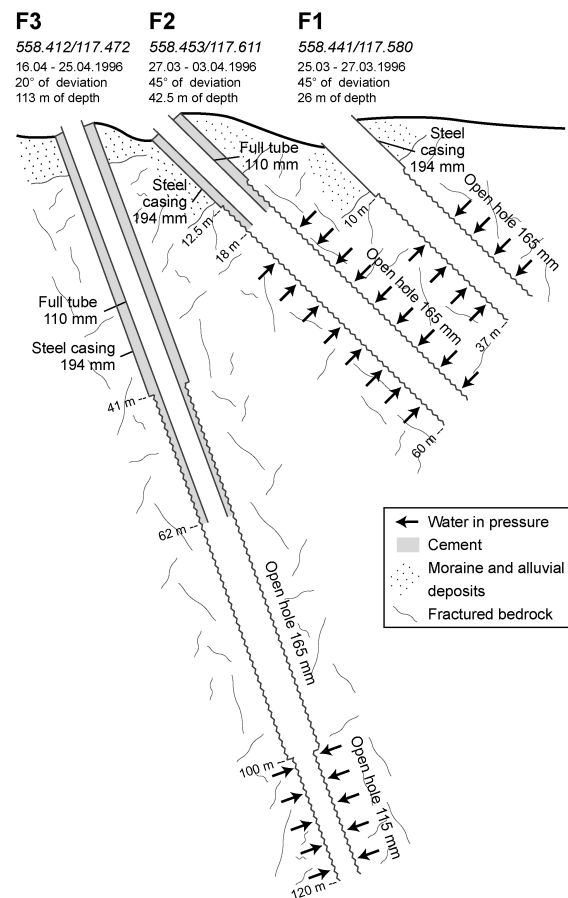 F3
558.412/117.472
16.04 - 25.04.1996
20° of deviation
113 m of depth
F2
558.453/117.611
27.03 - 03.04.1996
45° of deviation
42.5 m of depth
F1
558.441/117.580
25.03 - 27.03.1996
45° of deviation
26 m of depth
Full tube
110 mm
Steel
casing
194 mm
12.5 m
18 m
Open hole 165 mm
60 m
Steel
casing
194 mm
10 m
Open hole 165 mm
37 m
Full tube
110 mm
Steel casing
194 mm
41 m
62 m
Open hole 165 mm
100 m
Open hole 115 mm
120 m
Water in pressure
Cement
Moraine and alluvial
deposits
Fractured bedrock